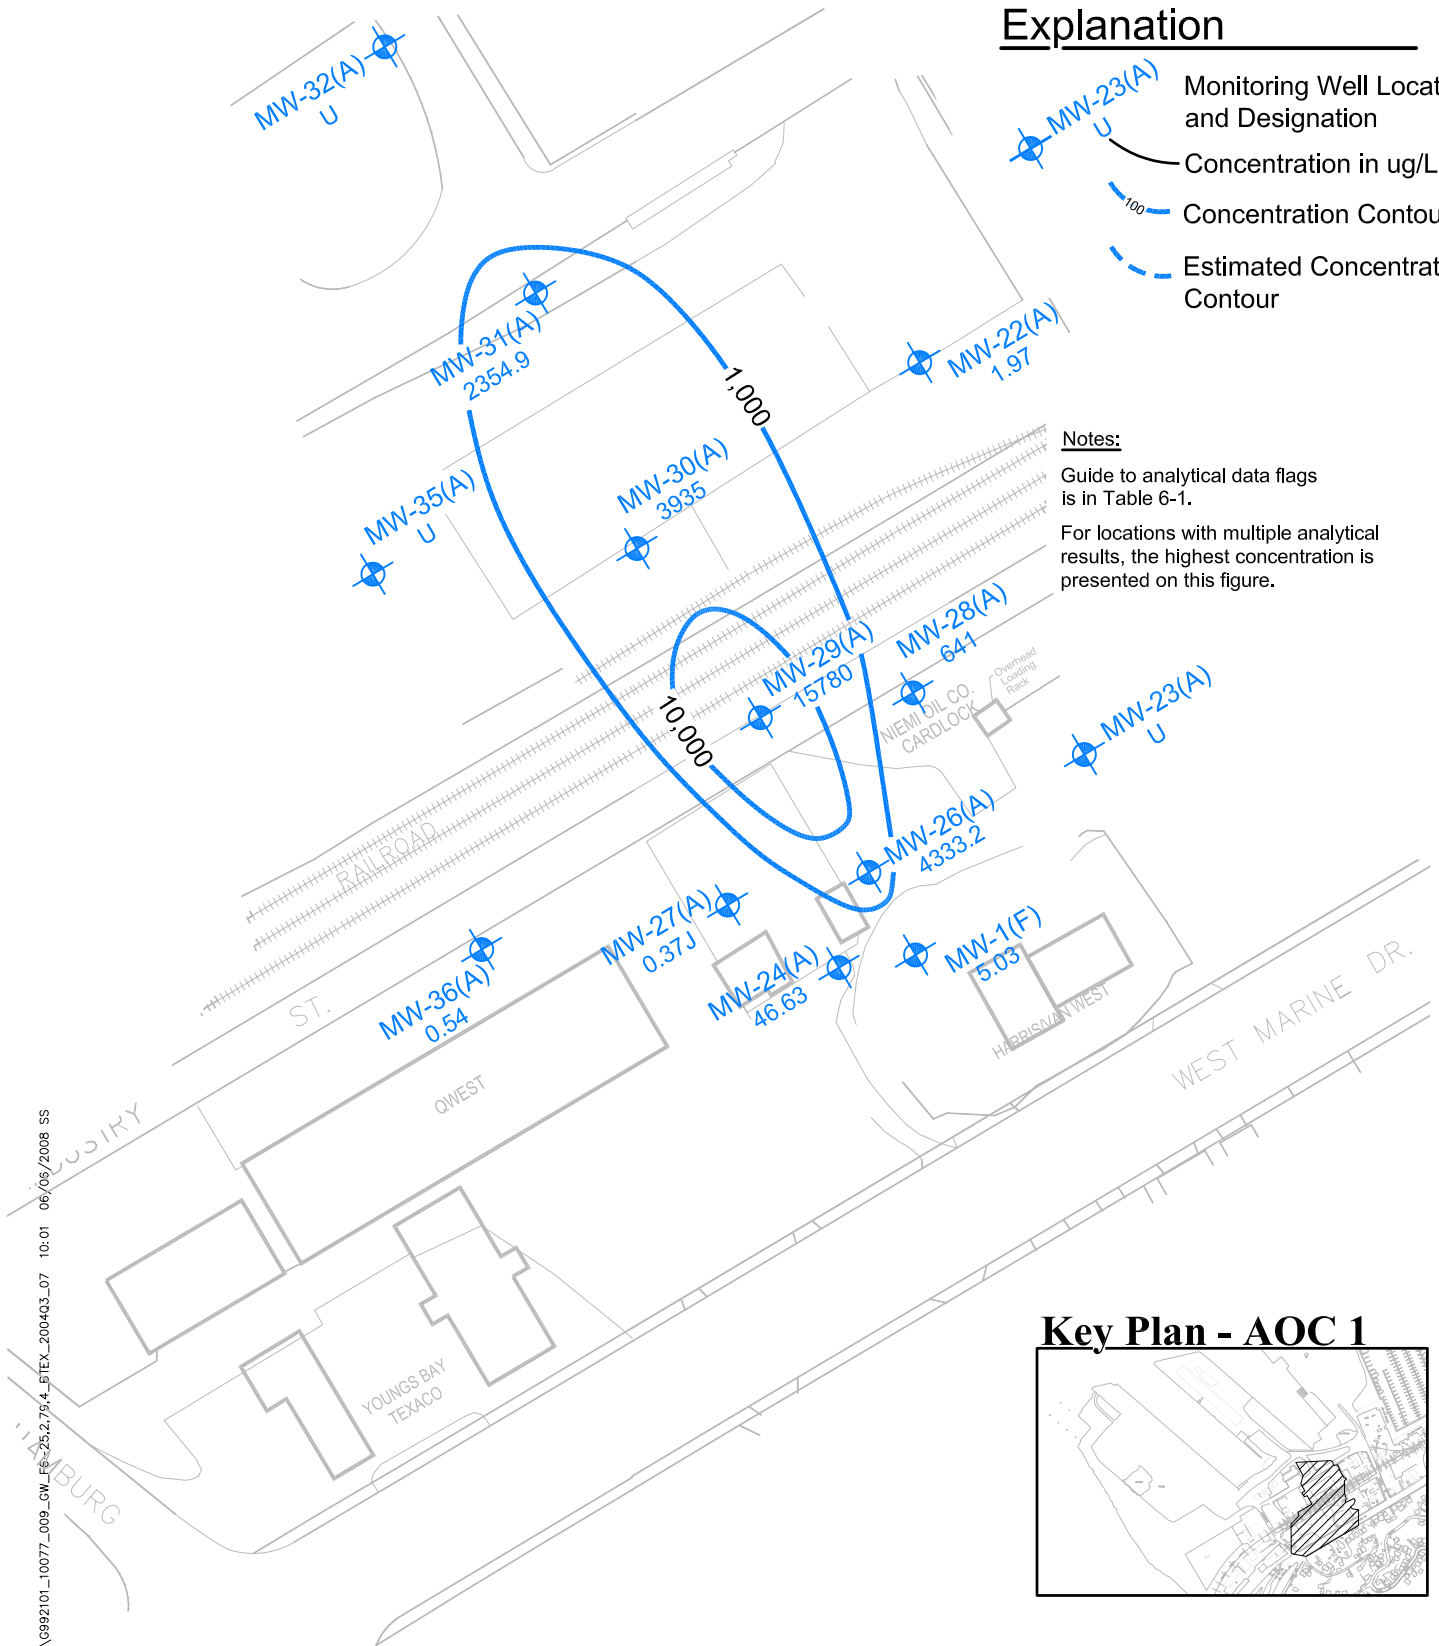 Explanation
MW-32(A)
U
MW-23(A)
U
Monitoring Well Locat
and Designation
Concentration in ug/L
100
Concentration Contou
Estimated Concentrat
Contour
MW-31(A)
2354.9
MW-22(A)
1.97
1,000
Notes:
Guide to analytical data flags
is in Table 6-1.
For locations with multiple analytical
results, the highest concentration is
presented on this figure.
MW-30(A)
3935
MW-35(A)
U
MW-28(A)
641
MW-29(A)
15780
10,000
Overhead
Loading
Rack
NIEMI OIL CO.
CARDLOCK
MW-23(A)
U
RAILROAD
MW-26(A)
4333.2
MW-27(A)
0.37J
MW-24(A)
46.63
MW-1(F)
5.03
MW-36(A)
0.54
ST.
HARRIS/VAN WEST
WEST MARINE DR.
QWEST
DUSTRY
YOUNGS BAY
TEXACO
HAMBURG
Key Plan - AOC 1
10:01 06/06/2008 SS